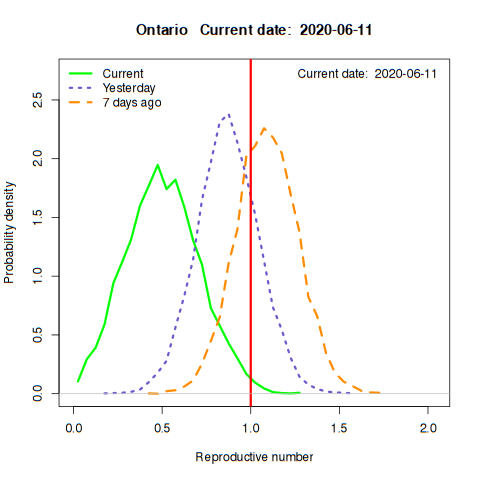 Ontario   Current date:  2020-06-11
Current
Yesterday
7 days ago
Current date:  2020-06-11
Probability density
2.5
2.0
1.5
1.0
0.5
0.0
0.0 0.5 1.0 1.5 2.0
Reproductive number